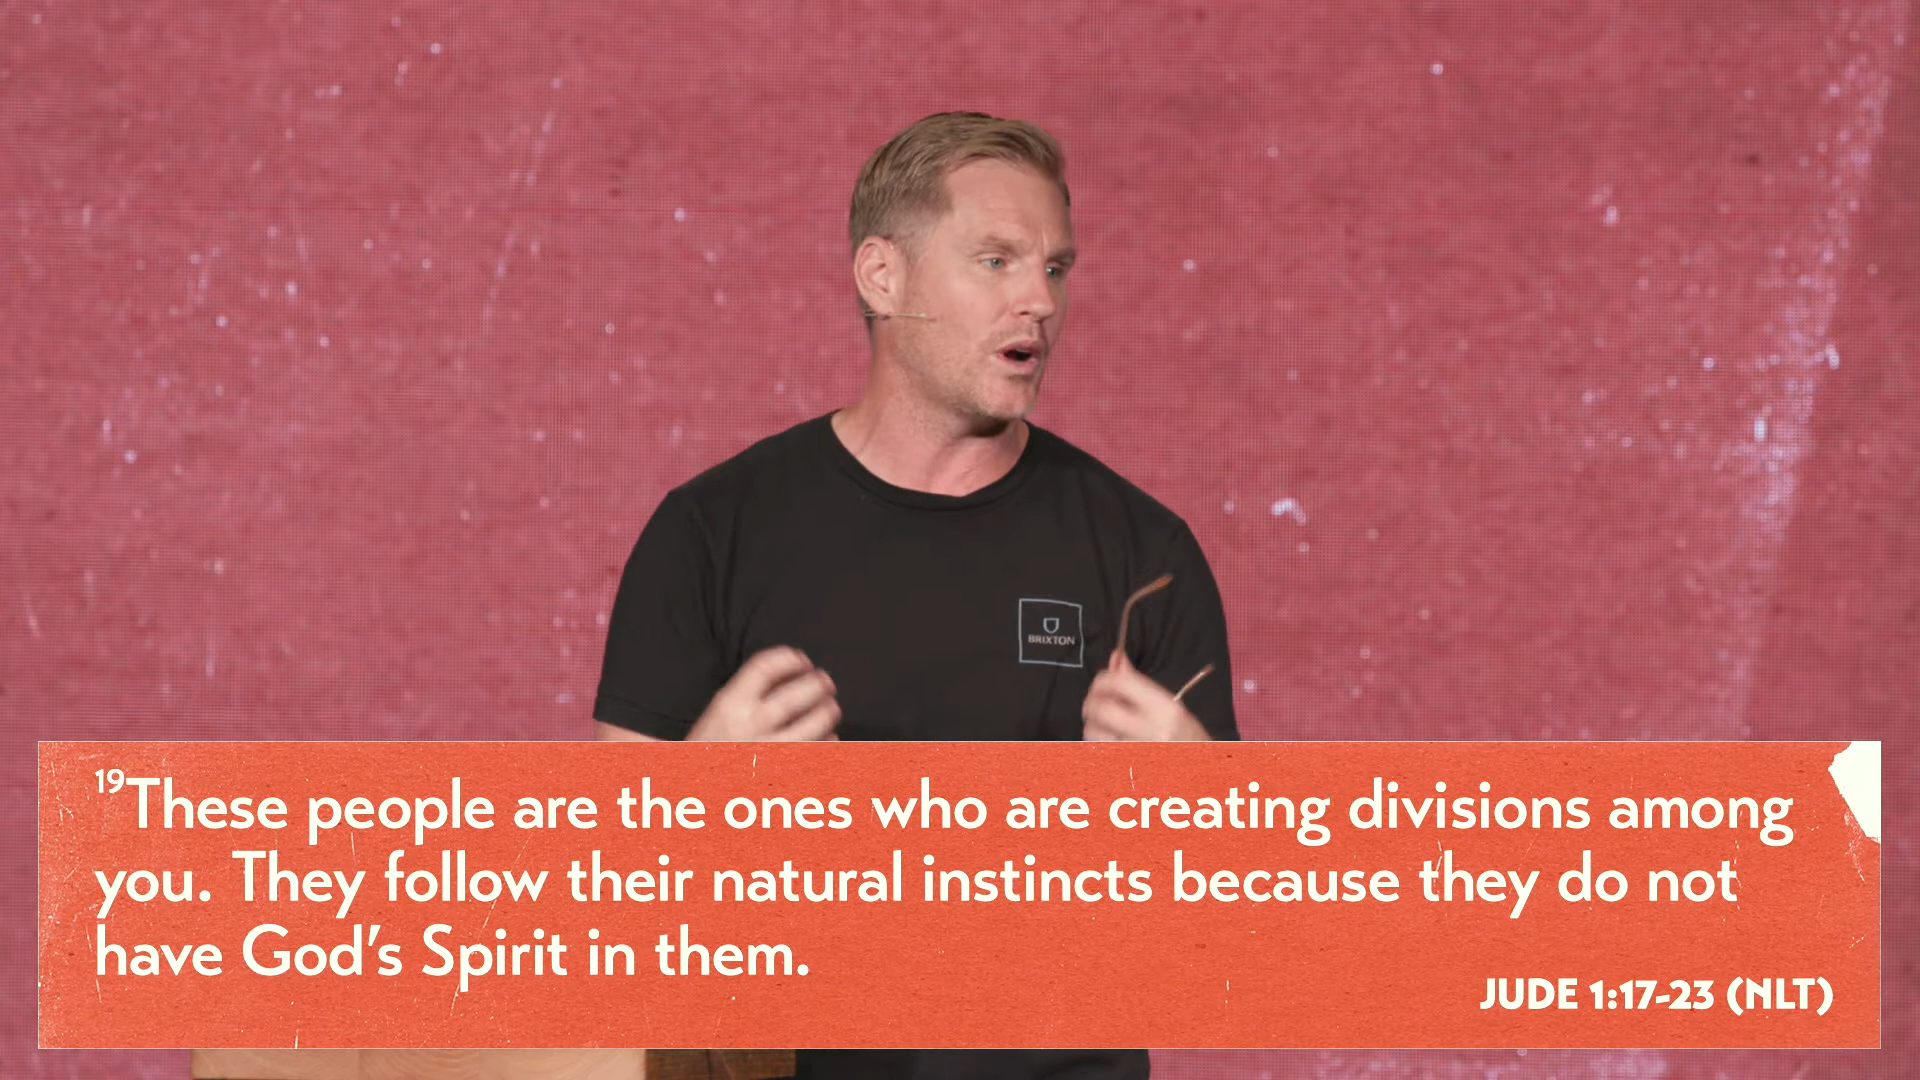 BRIXTON
19These people are the ones who are creating divisions among
you. They follow their natural instincts because they do not
have God's Spirit in them.
JUDE 1:17-23 (NLT)